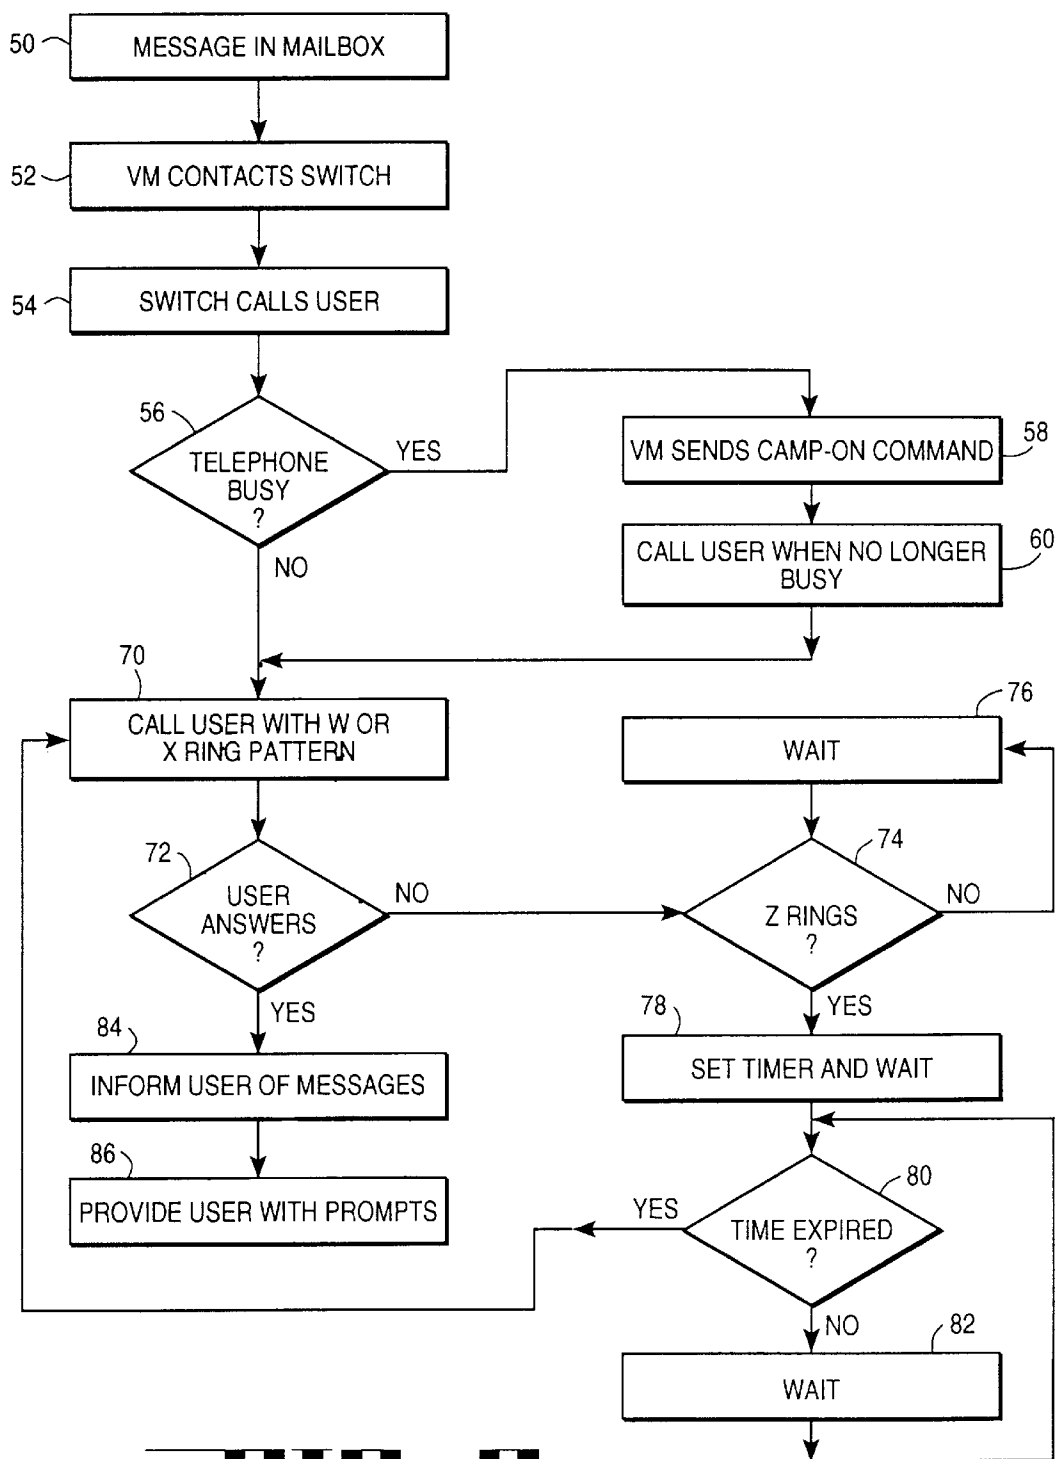 50
MESSAGE IN MAILBOX
52
VM CONTACTS SWITCH
54
SWITCH CALLS USER
56
TELEPHONE
BUSY
?
YES
NO
VM SENDS CAMP-ON COMMAND
58
CALL USER WHEN NO LONGER
BUSY
60
70
CALL USER WITH W OR
X RING PATTERN
76
WAIT
72
USER
ANSWERS
?
NO
YES
74
Z RINGS
?
NO
YES
84
INFORM USER OF MESSAGES
78
SET TIMER AND WAIT
86
PROVIDE USER WITH PROMPTS
80
TIME EXPIRED
?
YES
NO
82
WAIT